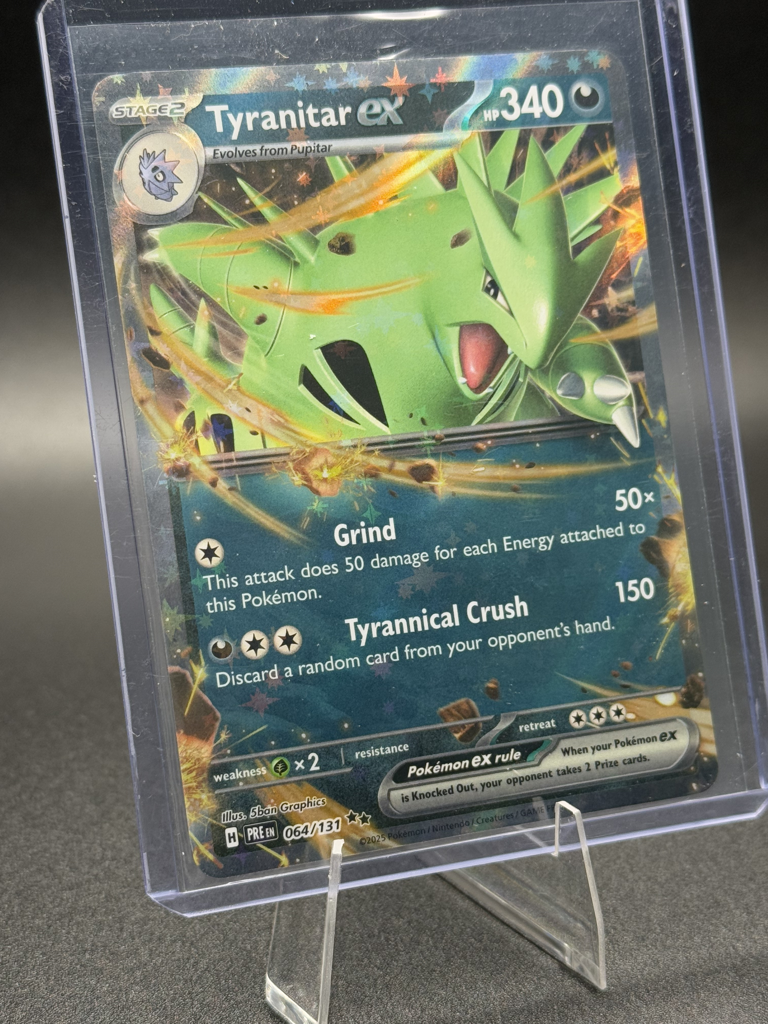 STAGE2
Tyranitar ex
HP 340
Evolves from Pupitar
Grind 50×
This attack does 50 damage for each Energy attached to
this Pokémon.
Tyrannical Crush 150
Discard a random card from your opponent's hand.
weakness ×2 resistance retreat
Pokémon ex rule When your Pokémon ex
is Knocked Out, your opponent takes 2 Prize cards.
Illus. 5ban Graphics
H PRE EN 064/131
©2025 Pokémon / Nintendo / Creatures / GAME